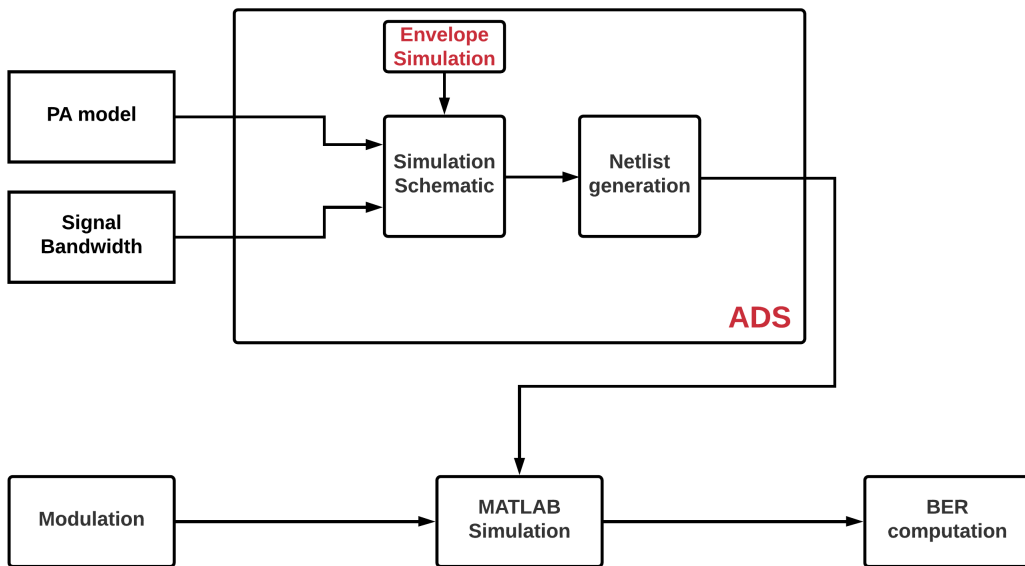 Envelope
Simulation
PA model
Simulation
Schematic
Netlist
generation
Signal
Bandwidth
ADS
Modulation
MATLAB
Simulation
BER
computation